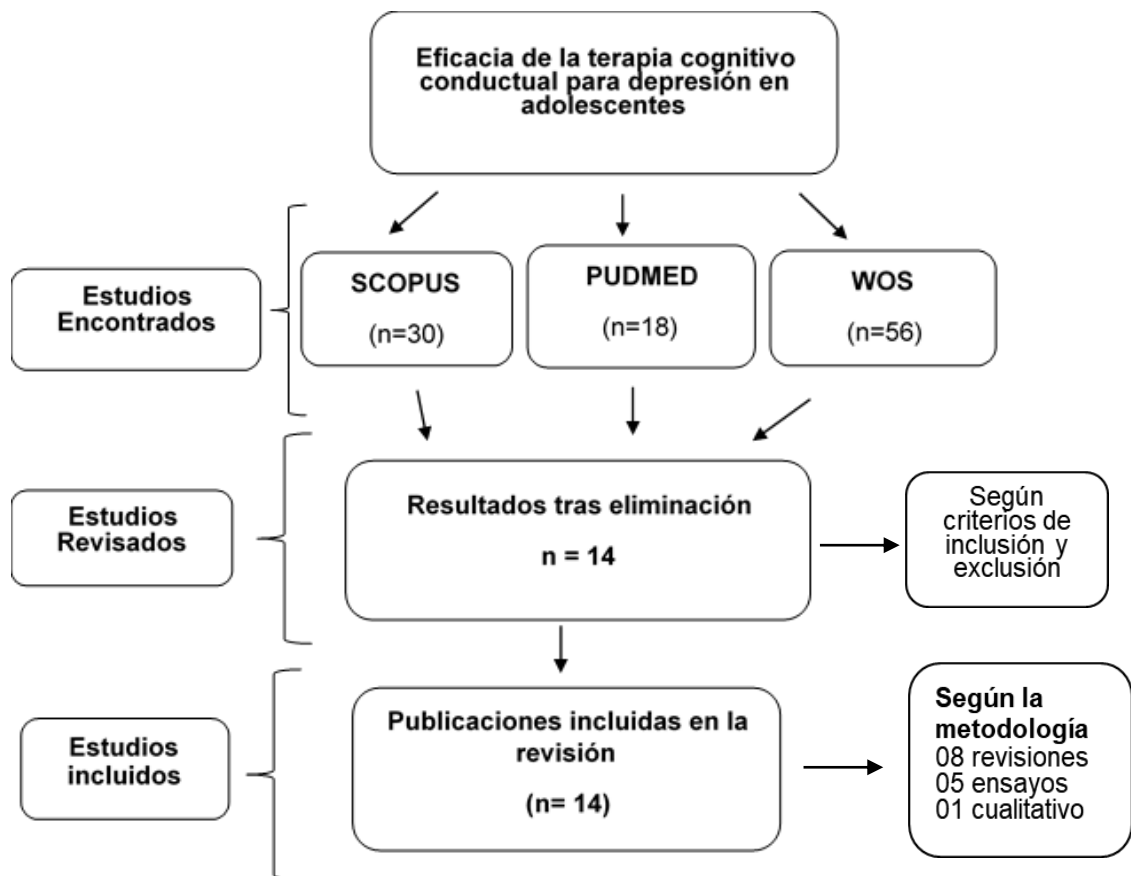 Eficacia de la terapia cognitivo
conductual para depresión en
adolescentes
Estudios
Encontrados
SCOPUS
(n=30)
PUDMED
(n=18)
WOS
(n=56)
Estudios
Revisados
Resultados tras eliminación
n = 14
Según
criterios de
inclusión y
exclusión
Estudios
incluidos
Publicaciones incluidas en la
revisión
(n= 14)
Según la
metodología
08 revisiones
05 ensayos
01 cualitativo